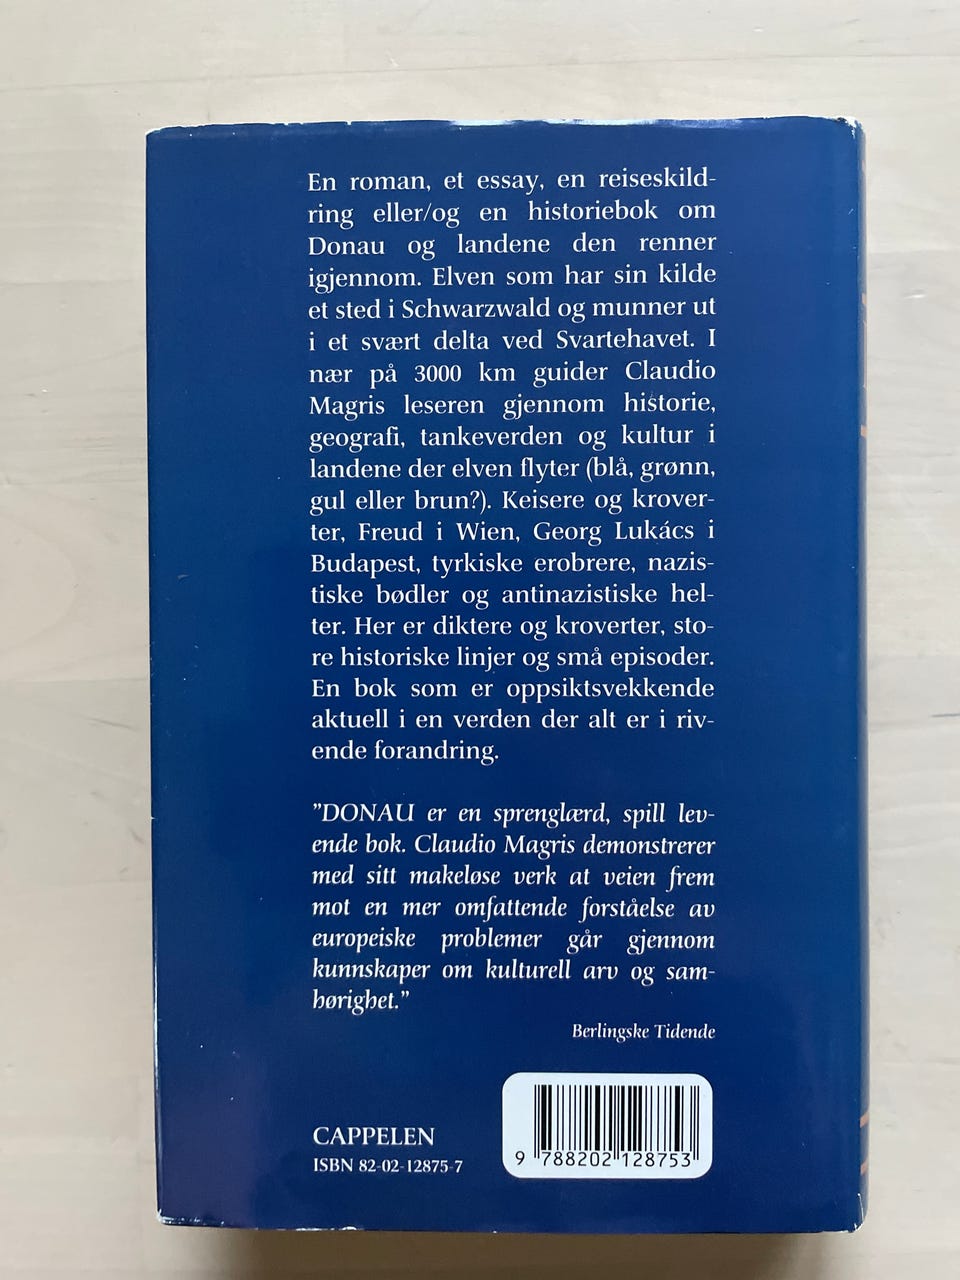 En roman, et essay, en reiseskild-
ring eller/og en historiebok om
Donau og landene den renner
igjennom. Elven som har sin kilde
et sted i Schwarzwald og munner ut
i et svært delta ved Svartehavet. I
nær på 3000 km guider Claudio
Magris leseren gjennom historie,
geografi, tankeverden og kultur i
landene der elven flyter (blå, grønn,
gul eller brun?). Keisere og krover-
ter, Freud i Wien, Georg Lukács i
Budapest, tyrkiske erobrere, nazis-
tiske bødler og antinazistiske hel-
ter. Her er diktere og kroverter, sto-
re historiske linjer og små episoder.
En bok som er oppsiktsvekkende
aktuell i en verden der alt er i riv-
ende forandring.
”DONAU er en sprenglærd, spill lev-
ende bok. Claudio Magris demonstrerer
med sitt makeløse verk at veien frem
mot en mer omfattende forståelse av
europeiske problemer går gjennom
kunnskaper om kulturell arv og sam-
hørighet.”
Berlingske Tidende
CAPPELEN
ISBN 82-02-12875-7
9 788202 128753